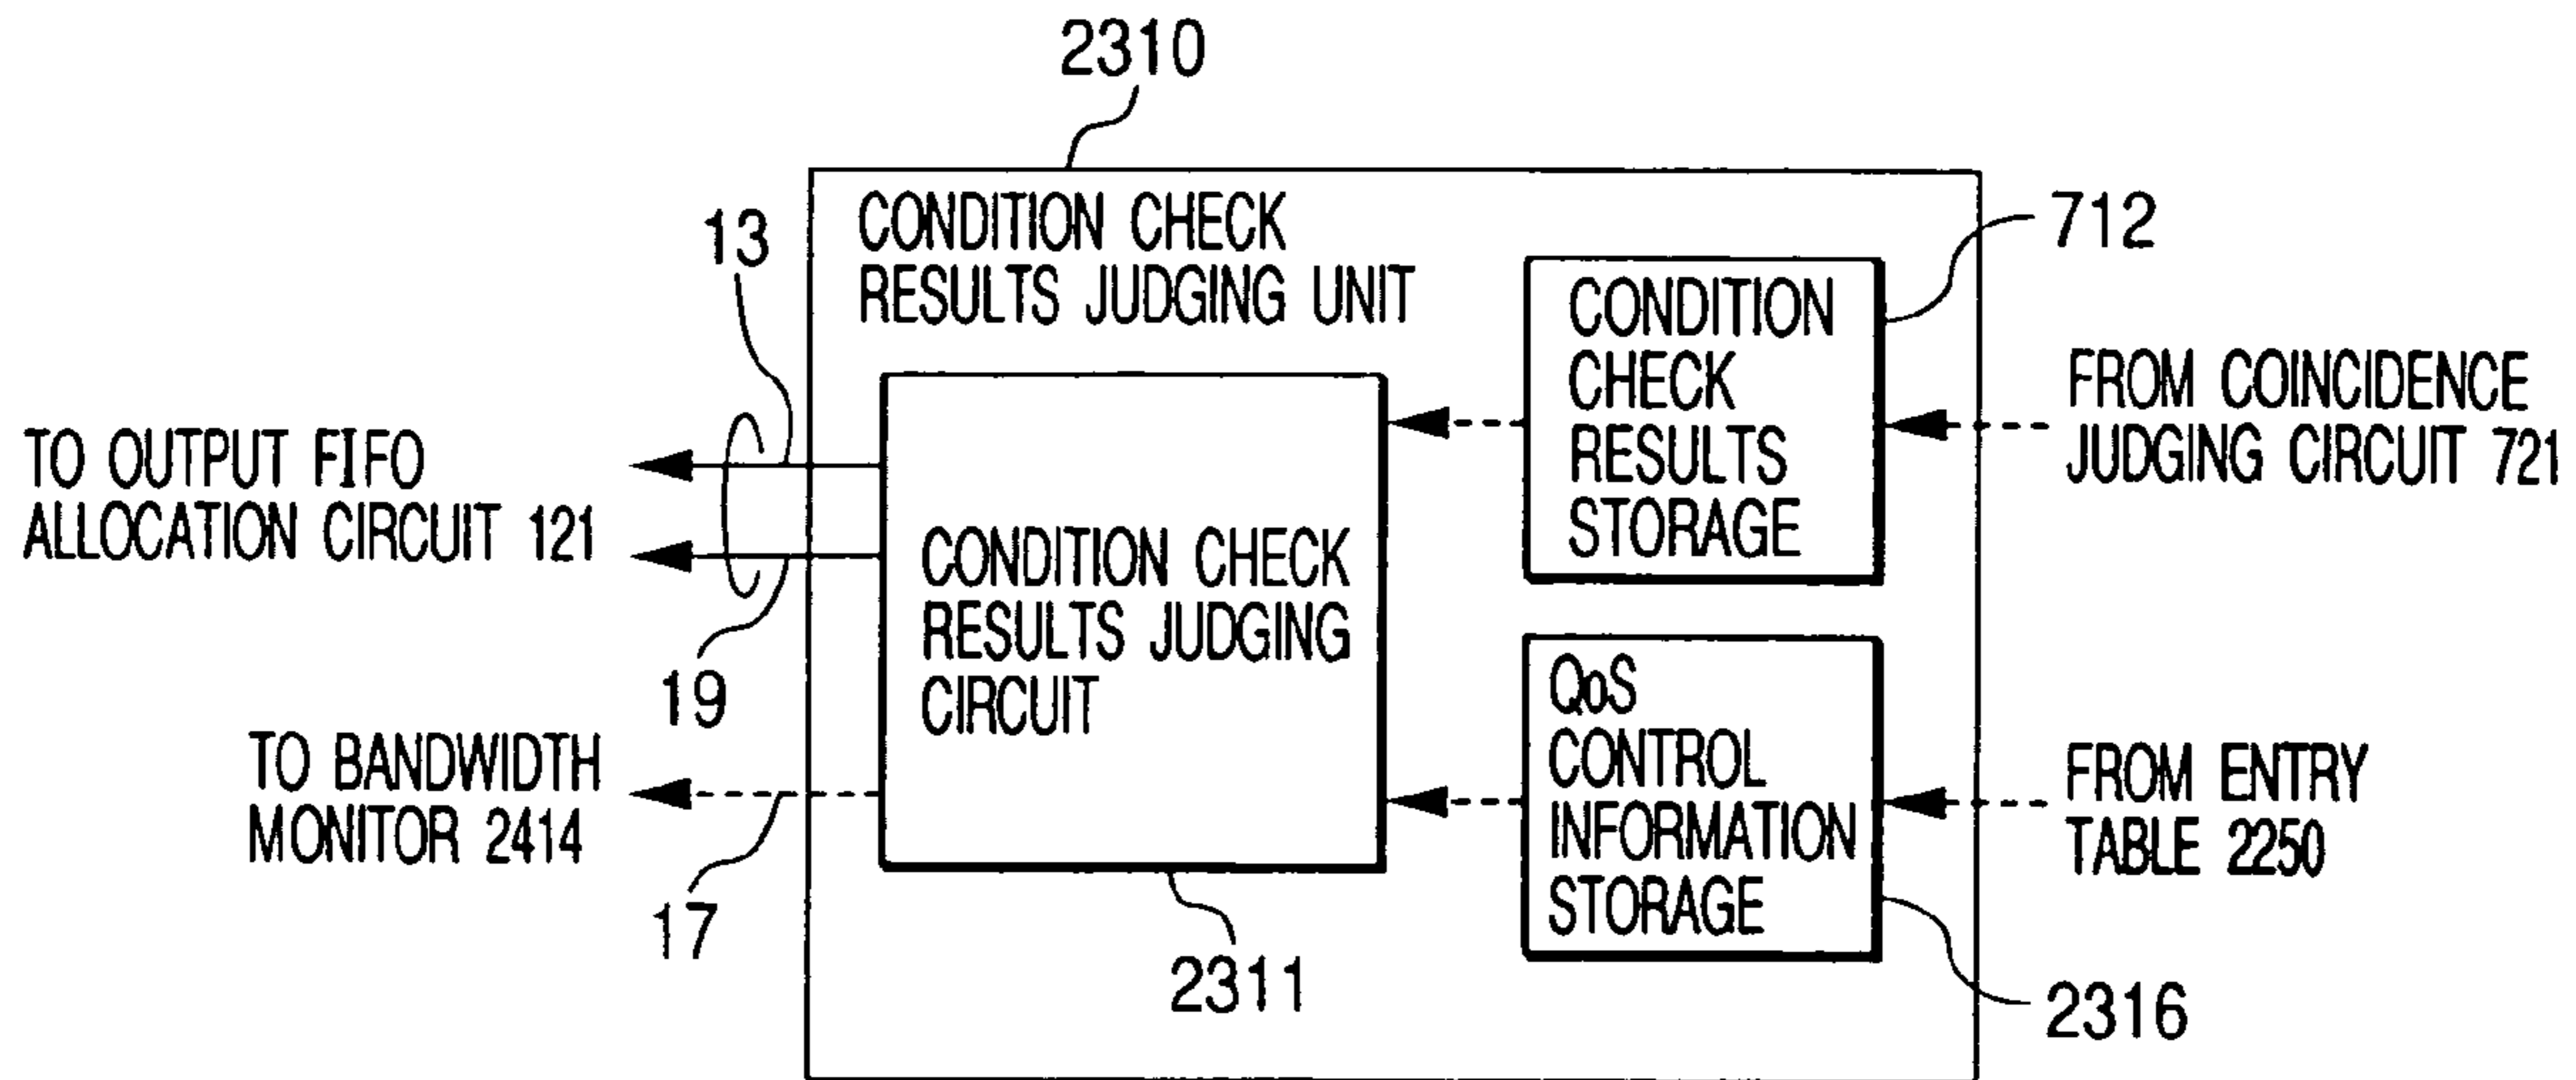 2310
CONDITION CHECK
RESULTS JUDGING UNIT
13
712
CONDITION
CHECK
RESULTS
STORAGE
FROM COINCIDENCE
JUDGING CIRCUIT 721
TO OUTPUT FIFO
ALLOCATION CIRCUIT 121
CONDITION CHECK
RESULTS JUDGING
CIRCUIT
19
QoS
CONTROL
INFORMATION
STORAGE
TO BANDWIDTH
MONITOR 2414
FROM ENTRY
TABLE 2250
17
2311
2316